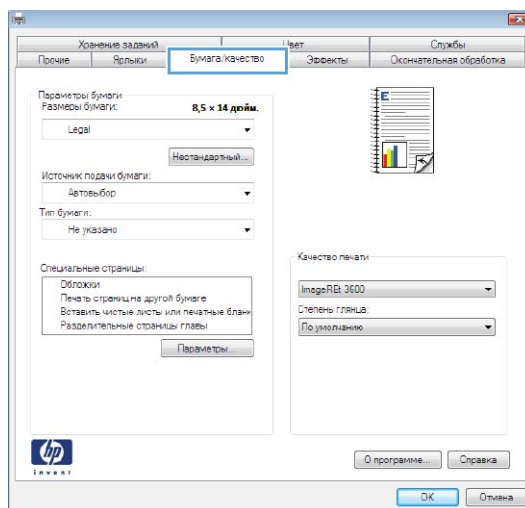 Хранение заданий Цвет Службы
Прочие Ярлыки Бумага/качество Эффекты Окончательная обработка
Параметры бумаги
Размеры бумаги: 8,5 × 14 дюйм.
Legal
Нестандартный...
Источник подачи бумаги:
Автовыбор
Тип бумаги:
Не указано
Специальные страницы:
Обложки
Печать страниц на другой бумаге
Вставить чистые листы или печатные бланк
Разделительные страницы главы
Параметры...
E
Качество печати
ImageREt 3600
Степень глянца:
По умолчанию
hp
invent
О программе... Справка
OK Отмена